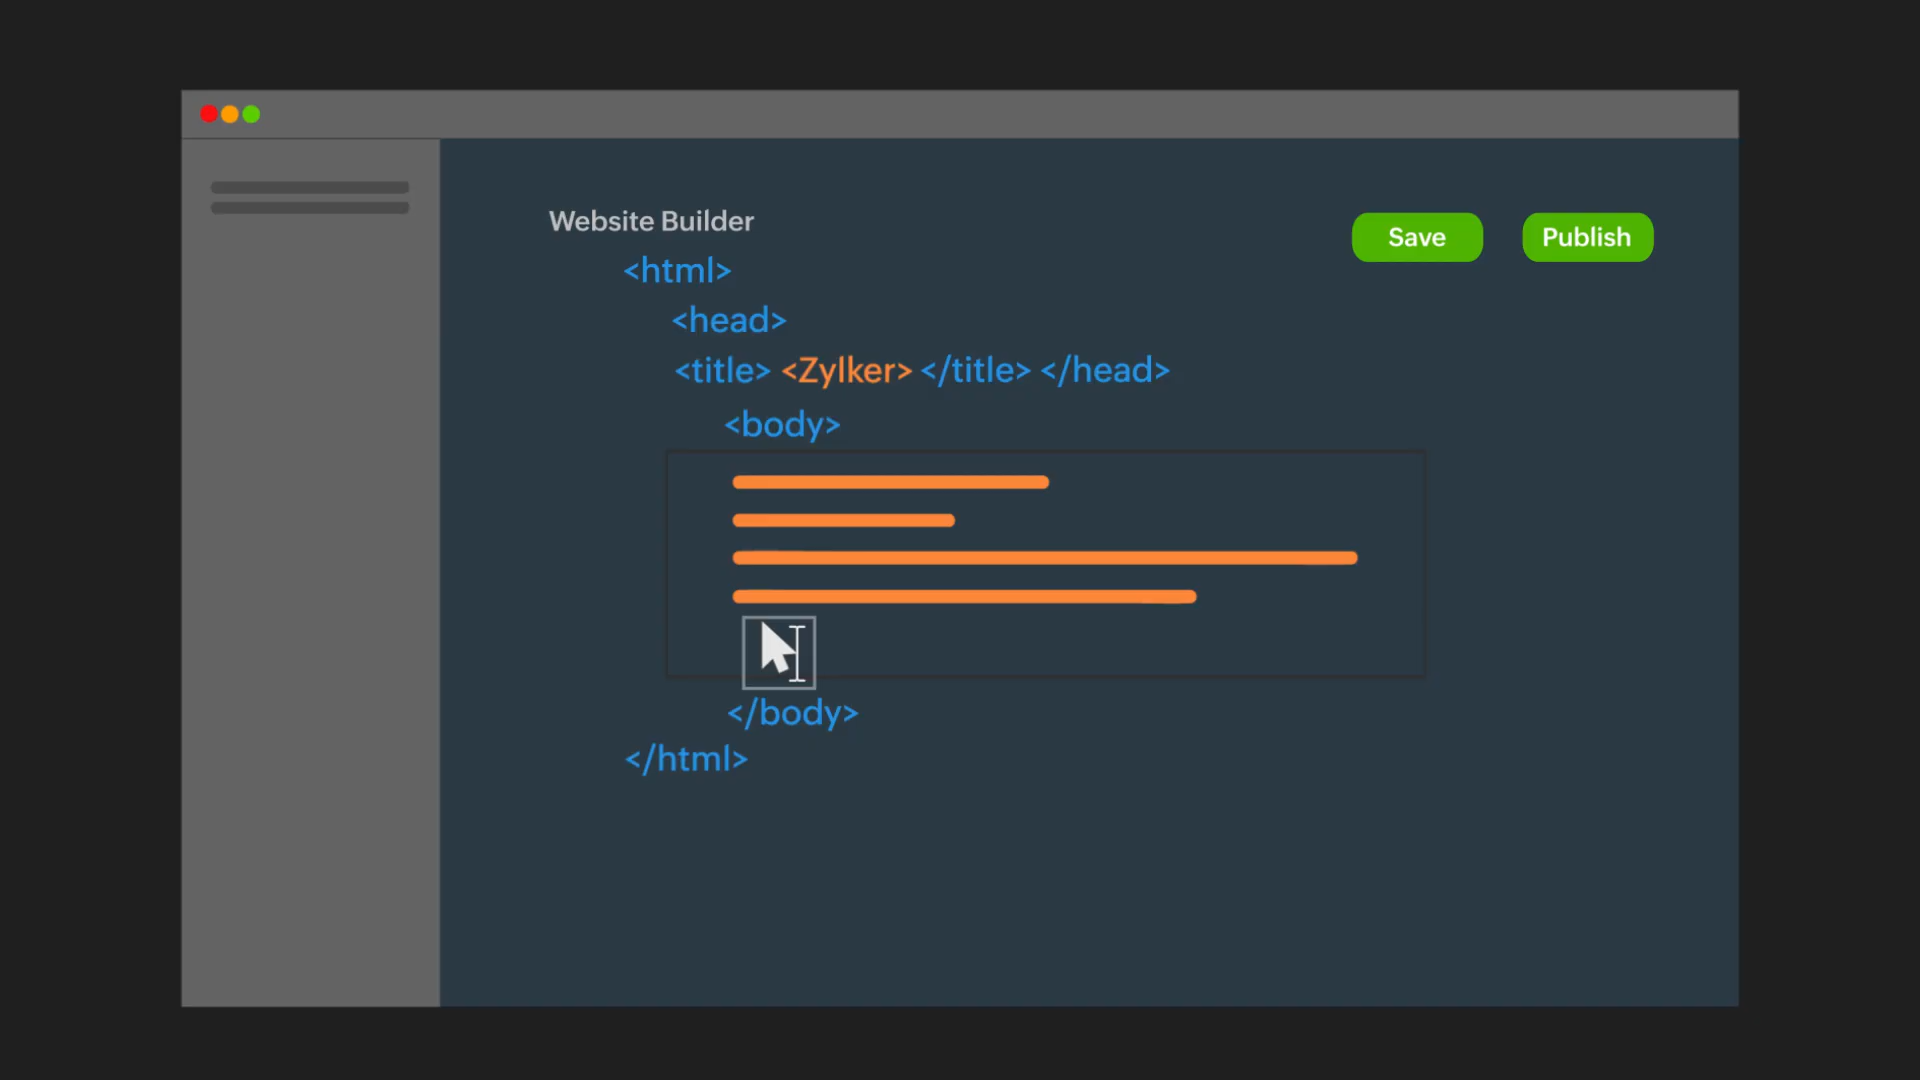 Website Builder
Save
Publish
<html>
<head>
<title> <Zylker> </title> </head>
<body>
</body>
</html>